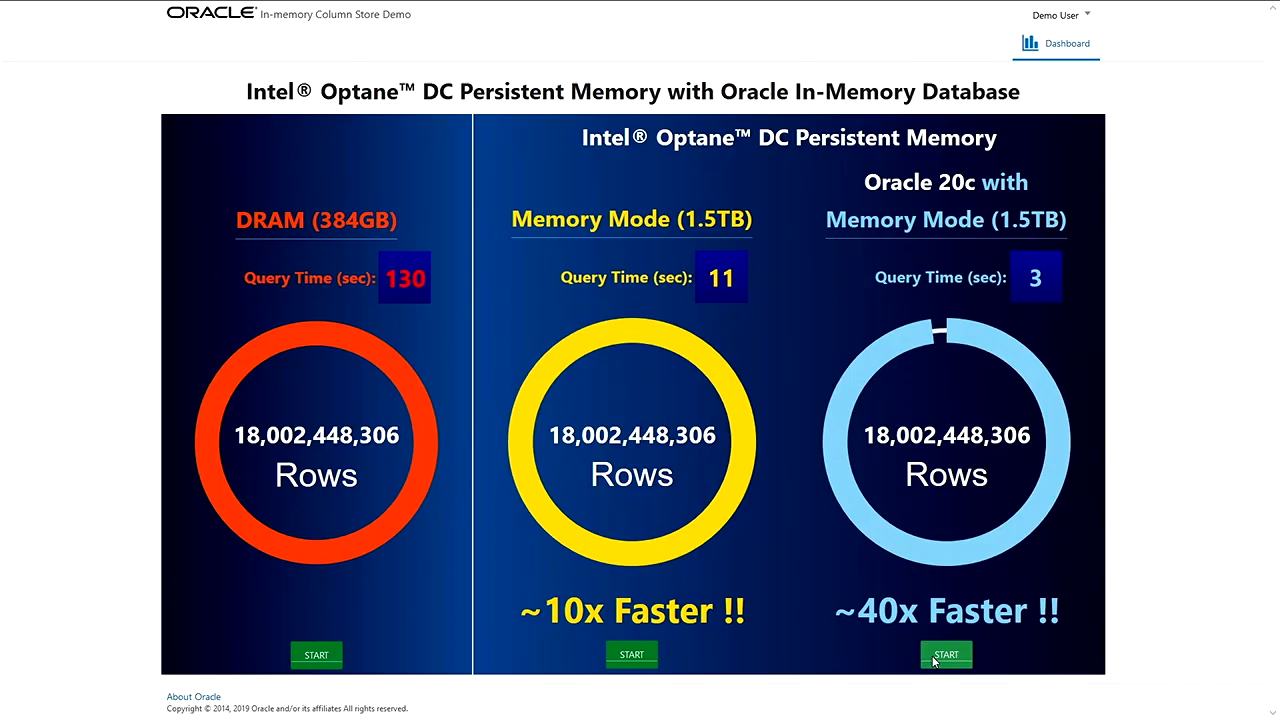 ORACLE® In-memory Column Store Demo
Demo User
Dashboard
Intel® Optane™ DC Persistent Memory with Oracle In-Memory Database
Intel® Optane™ DC Persistent Memory
DRAM (384GB)
Query Time (sec): 130
18,002,448,306
Rows
START
Memory Mode (1.5TB)
Query Time (sec): 11
18,002,448,306
Rows
~10x Faster !!
START
Oracle 20c with
Memory Mode (1.5TB)
Query Time (sec): 3
18,002,448,306
Rows
~40x Faster !!
START
About Oracle
Copyright © 2014, 2019 Oracle and/or its affiliates All rights reserved.